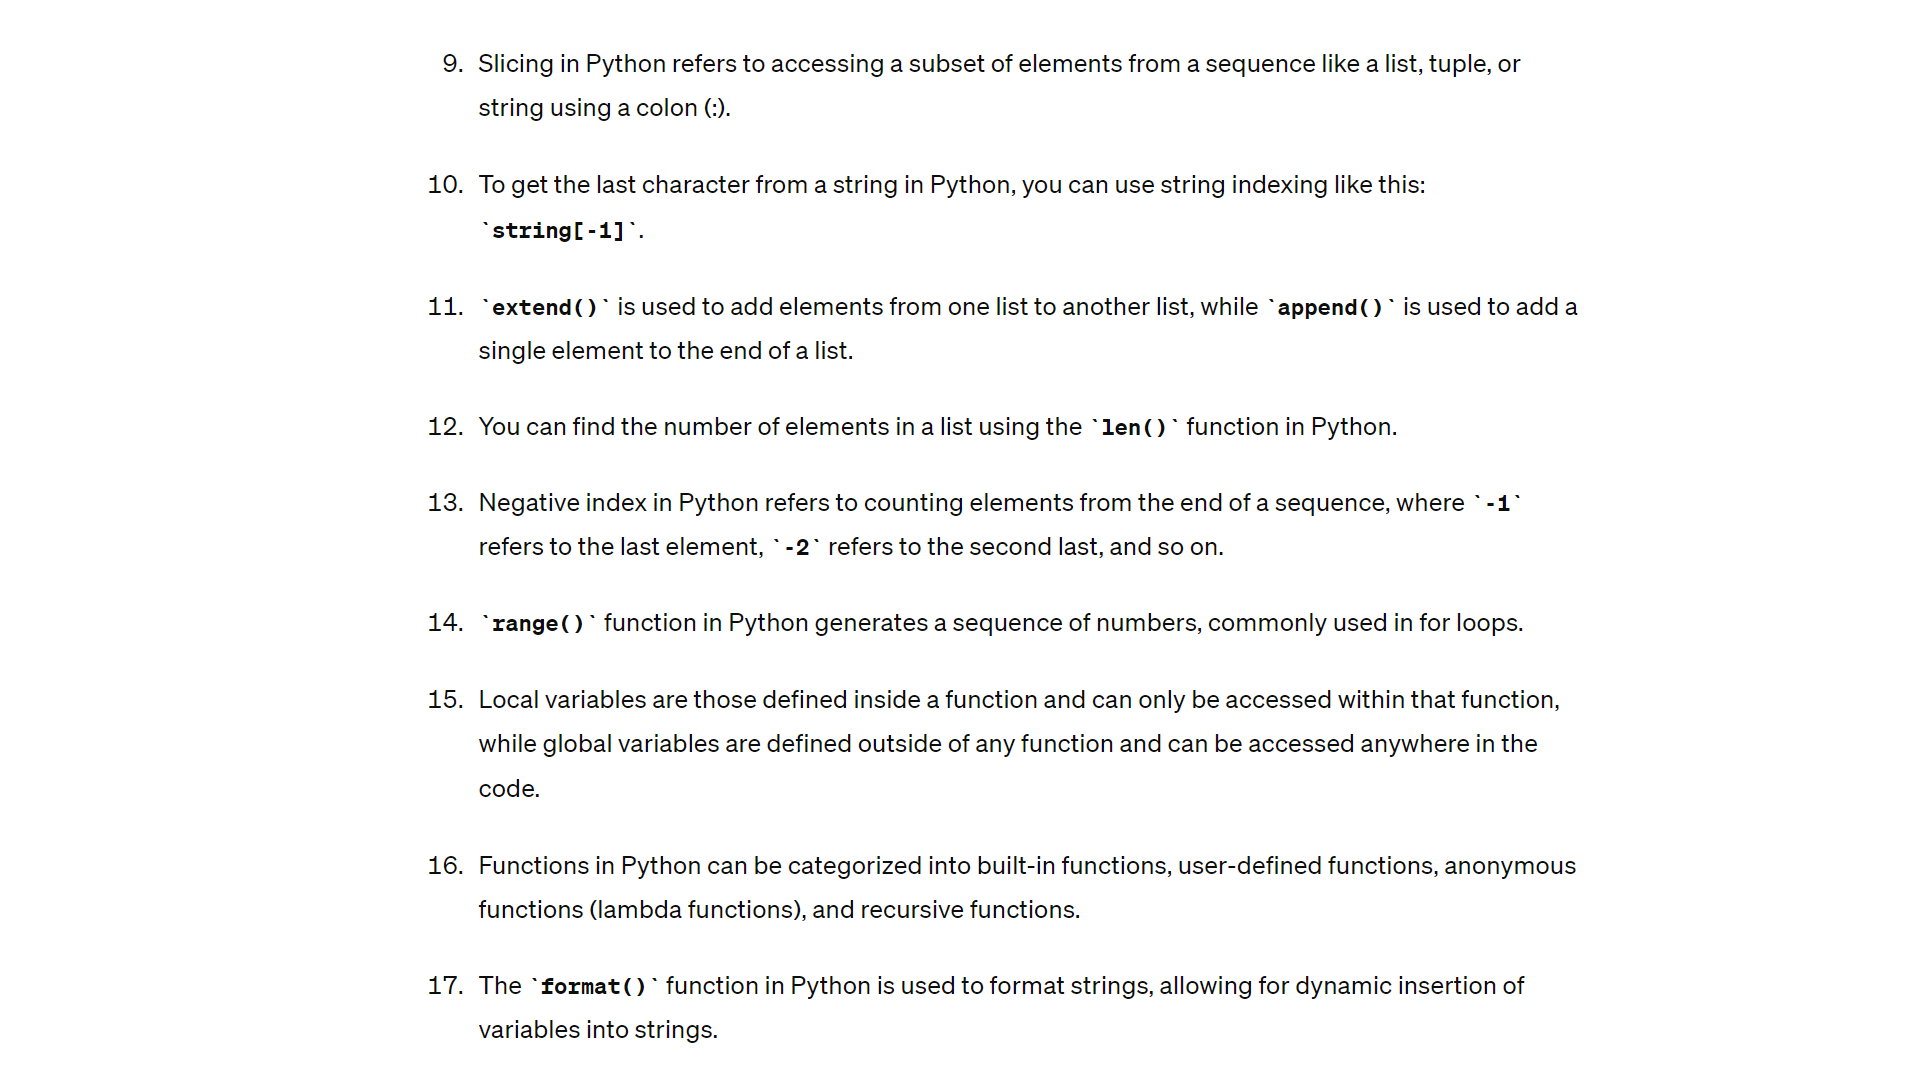 9. Slicing in Python refers to accessing a subset of elements from a sequence like a list, tuple, or
string using a colon (:).
10. To get the last character from a string in Python, you can use string indexing like this:
`string[-1]`.
11. `extend()` is used to add elements from one list to another list, while `append()` is used to add a
single element to the end of a list.
12. You can find the number of elements in a list using the `len()` function in Python.
13. Negative index in Python refers to counting elements from the end of a sequence, where `-1`
refers to the last element, `-2` refers to the second last, and so on.
14. `range()` function in Python generates a sequence of numbers, commonly used in for loops.
15. Local variables are those defined inside a function and can only be accessed within that function,
while global variables are defined outside of any function and can be accessed anywhere in the
code.
16. Functions in Python can be categorized into built-in functions, user-defined functions, anonymous
functions (lambda functions), and recursive functions.
17. The `format()` function in Python is used to format strings, allowing for dynamic insertion of
variables into strings.